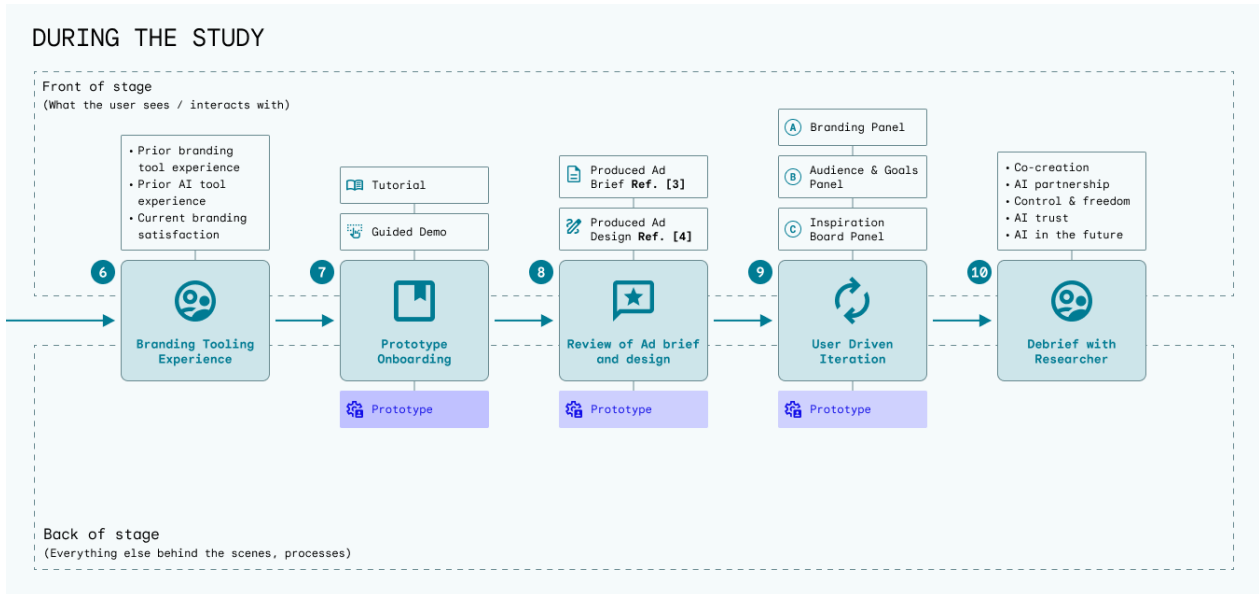 DURING THE STUDY
Front of stage
(What the user sees / interacts with)
• Prior branding
tool experience
• Prior AI tool
experience
• Current branding
satisfaction
6
Branding Tooling
Experience
Tutorial
Guided Demo
7
Prototype
Onboarding
Prototype
Produced Ad
Brief Ref. [3]
Produced Ad
Design Ref. [4]
8
Review of Ad brief
and design
Prototype
A Branding Panel
B Audience & Goals
Panel
C Inspiration
Board Panel
9
User Driven
Iteration
Prototype
• Co-creation
• AI partnership
• Control & freedom
• AI trust
• AI in the future
10
Debrief with
Researcher
Back of stage
(Everything else behind the scenes, processes)